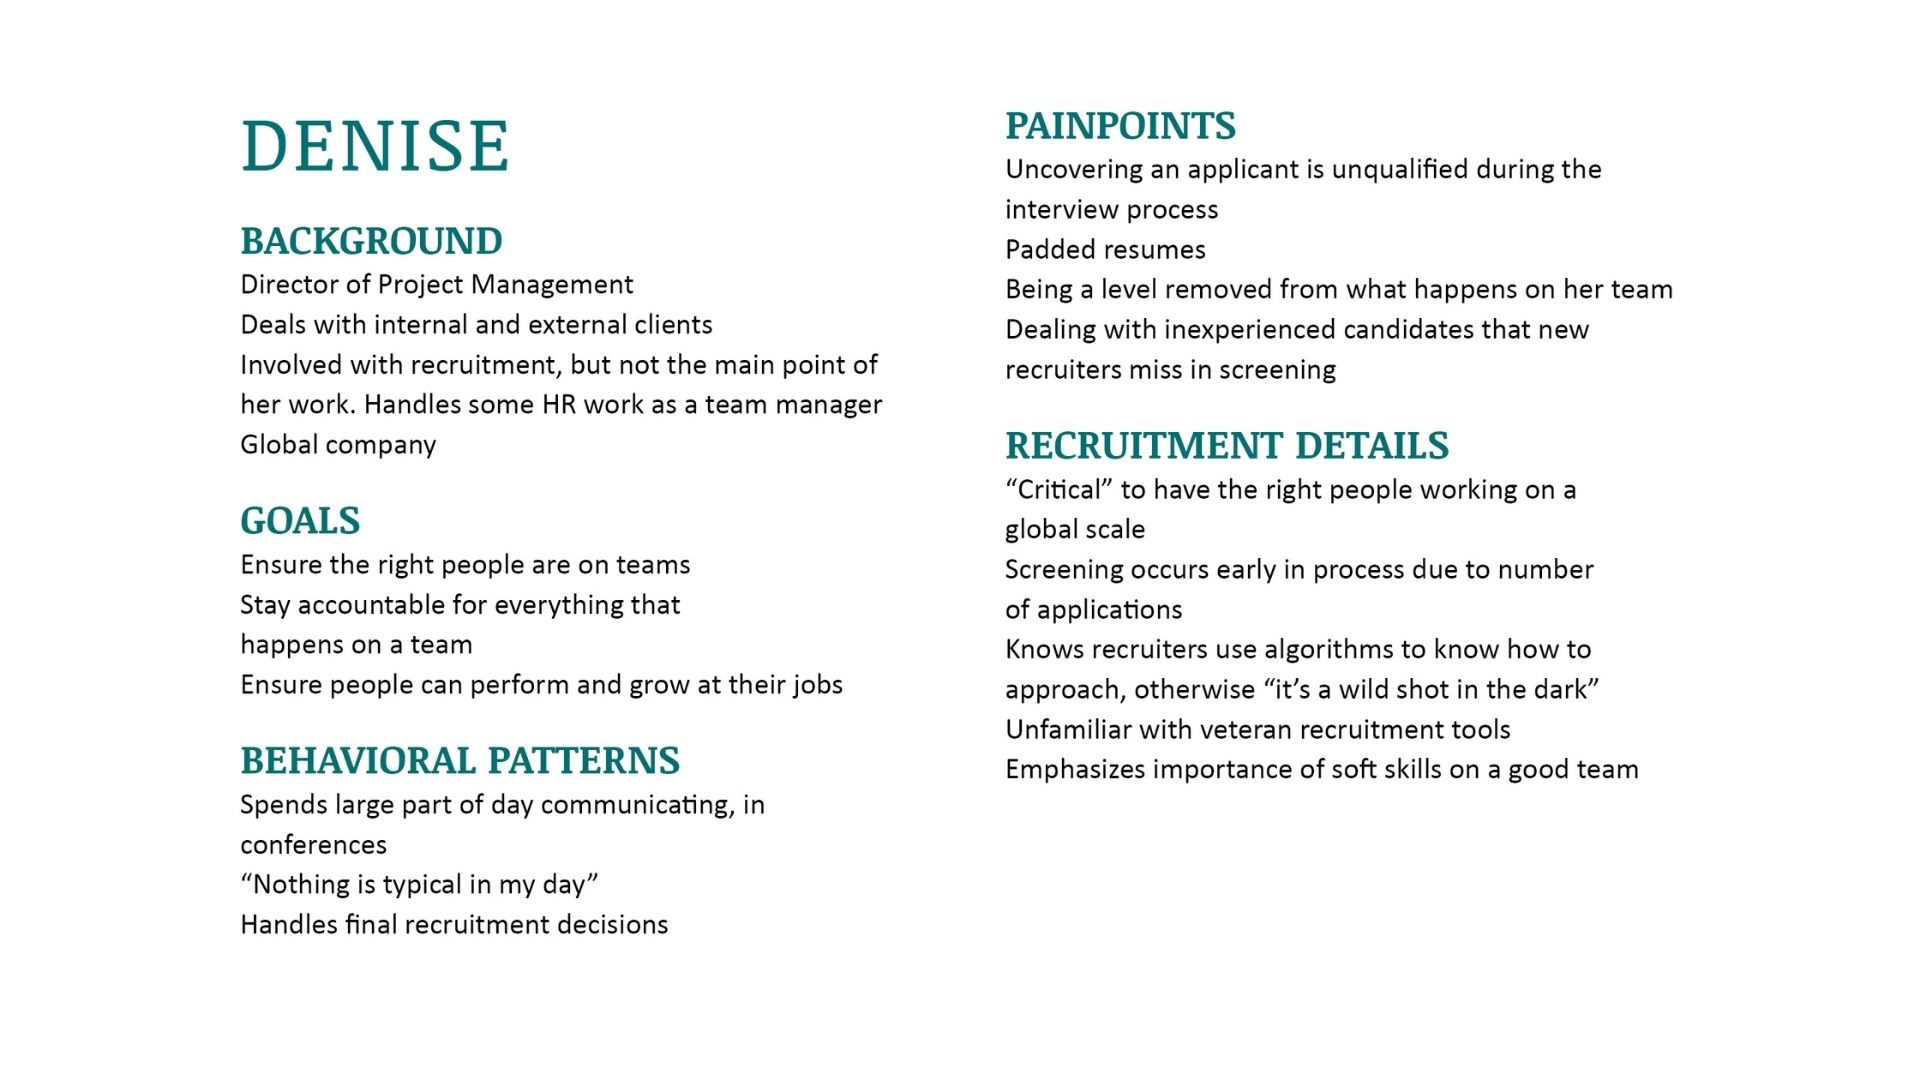 DENISE
BACKGROUND
Director of Project Management
Deals with internal and external clients
Involved with recruitment, but not the main point of
her work. Handles some HR work as a team manager
Global company
GOALS
Ensure the right people are on teams
Stay accountable for everything that
happens on a team
Ensure people can perform and grow at their jobs
BEHAVIORAL PATTERNS
Spends large part of day communicating, in
conferences
“Nothing is typical in my day”
Handles final recruitment decisions
PAINPOINTS
Uncovering an applicant is unqualified during the
interview process
Padded resumes
Being a level removed from what happens on her team
Dealing with inexperienced candidates that new
recruiters miss in screening
RECRUITMENT DETAILS
“Critical” to have the right people working on a
global scale
Screening occurs early in process due to number
of applications
Knows recruiters use algorithms to know how to
approach, otherwise “it’s a wild shot in the dark”
Unfamiliar with veteran recruitment tools
Emphasizes importance of soft skills on a good team